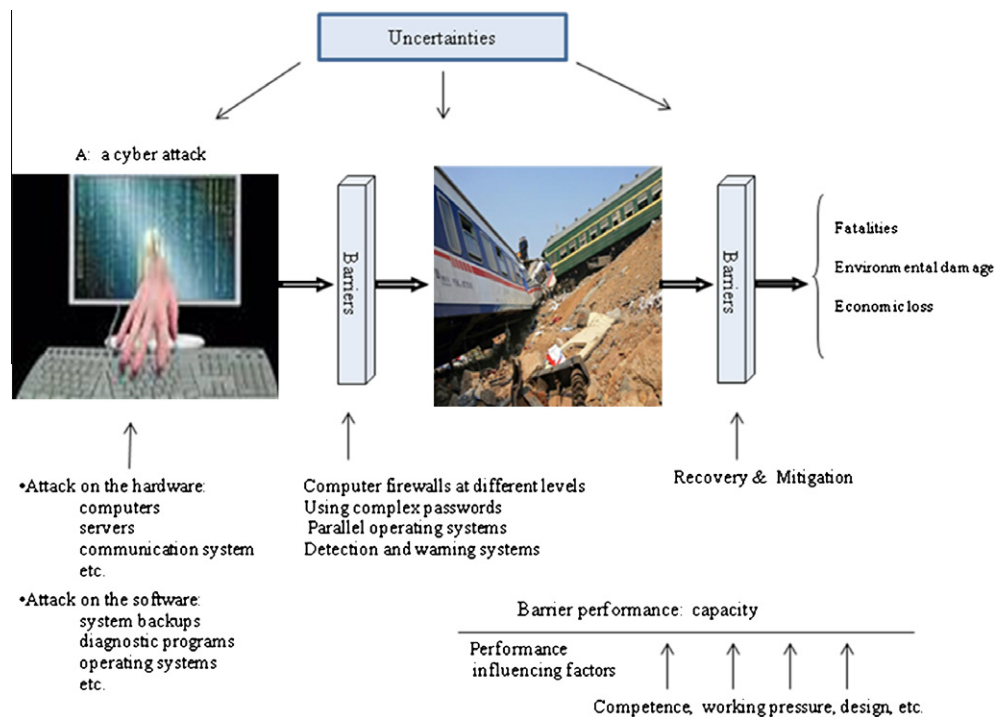 Uncertainties
A: a cyber attack
Barriers
Barriers
Fatalities
Environmental damage
Economic loss
•Attack on the hardware:
computers
servers
communication system
etc.
•Attack on the software:
system backups
diagnostic programs
operating systems
etc.
Computer firewalls at different levels
Using complex passwords
Parallel operating systems
Detection and warning systems
Recovery & Mitigation
Barrier performance: capacity
Performance
influencing factors
Competence, working pressure, design, etc.